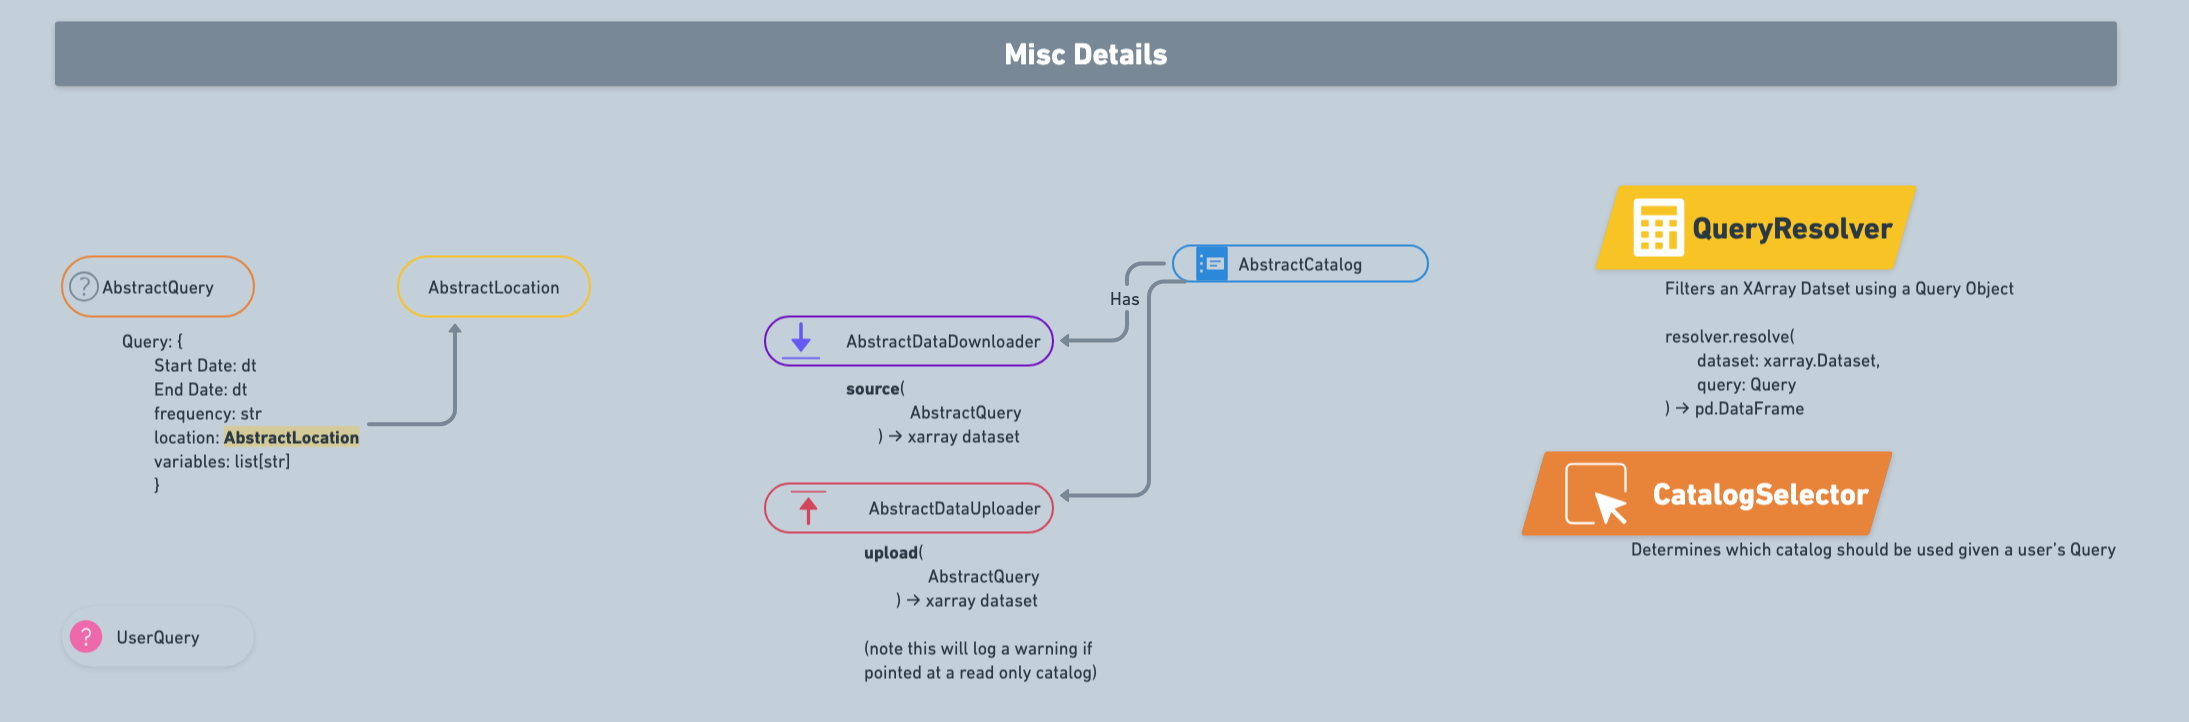 Misc Details
AbstractQuery
Query: {
Start Date: dt
End Date: dt
frequency: str
location: AbstractLocation
variables: list[str]
}
? UserQuery
AbstractLocation
AbstractCatalog
Has
AbstractDataDownloader
source(
AbstractQuery
) → xarray dataset
AbstractDataUploader
upload(
AbstractQuery
) → xarray dataset
(note this will log a warning if
pointed at a read only catalog)
QueryResolver
Filters an XArray Datset using a Query Object
resolver.resolve(
dataset: xarray.Dataset,
query: Query
) → pd.DataFrame
CatalogSelector
Determines which catalog should be used given a user's Query